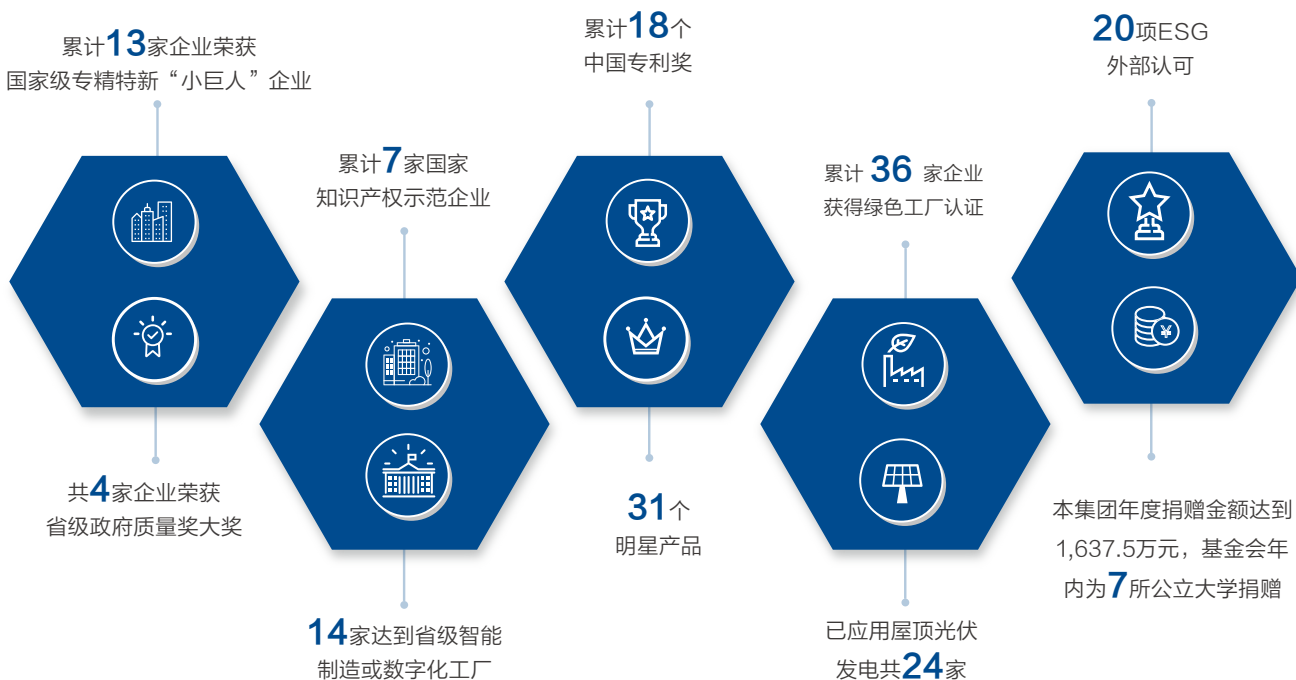 累计13家企业荣获
国家级专精特新“小巨人”企业
共4家企业荣获
省级政府质量奖大奖
累计7家国家
知识产权示范企业
14家达到省级智能
制造或数字化工厂
累计18个
中国专利奖
31个
明星产品
累计 36 家企业
获得绿色工厂认证
已应用屋顶光伏
发电共24家
20项ESG
外部认可
¥
本集团年度捐赠金额达到
1,637.5万元，基金会年
内为7所公立大学捐赠